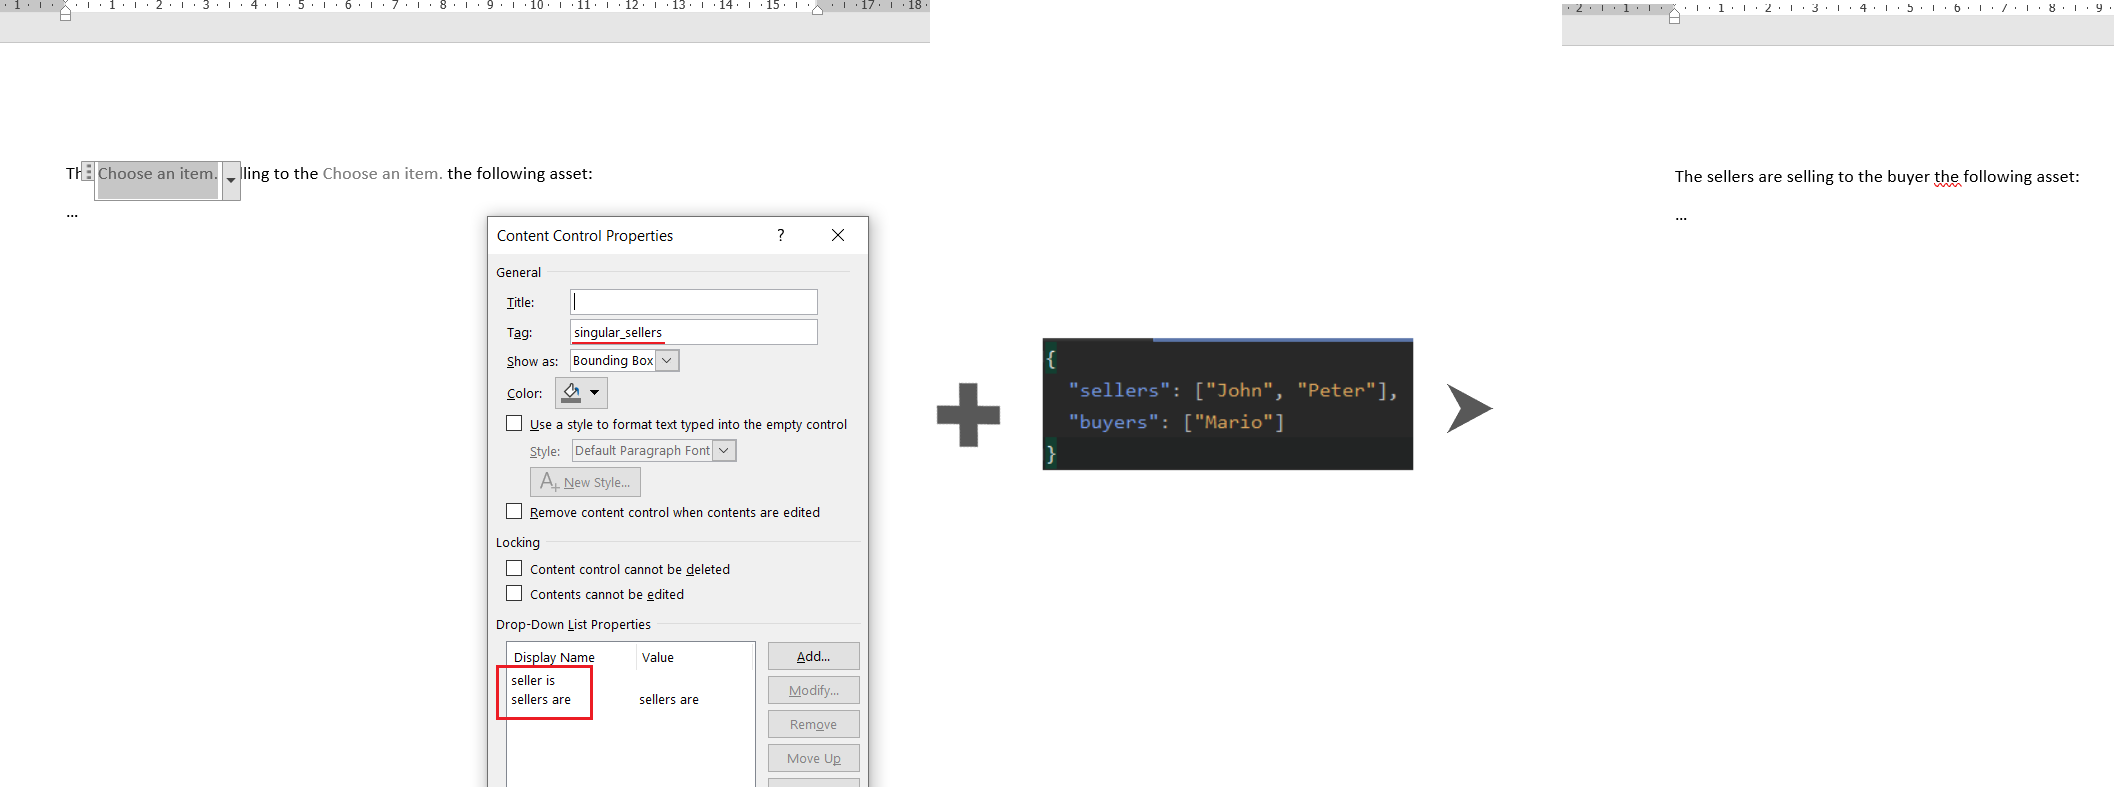 1 1 2 3 4 5 6 7 8 9 10 11 12 13 14 15 17 18
2 1 1 2 3 4 5 6 7 8 9
Th Choose an item. lling to the Choose an item. the following asset:
...
Content Control Properties ?
General
Title:
Tag: singular_sellers
Show as: Bounding Box
Color:
Use a style to format text typed into the empty control
Style: Default Paragraph Font
A+ New Style...
Remove content control when contents are edited
Locking
Content control cannot be deleted
Contents cannot be edited
Drop-Down List Properties
Display Name Value
seller is
sellers are sellers are
Add...
Modify...
Remove
Move Up
{
"sellers": ["John", "Peter"],
"buyers": ["Mario"]
}
The sellers are selling to the buyer the following asset:
...